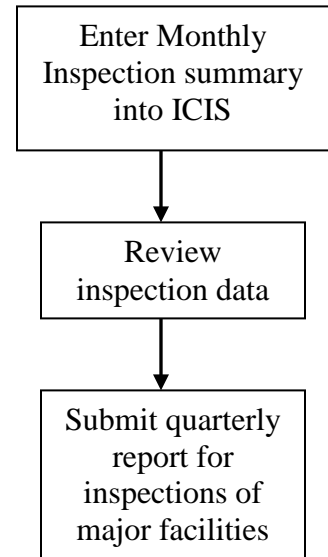 Enter Monthly
Inspection summary
into ICIS
Review
inspection data
Submit quarterly
report for
inspections of
major facilities